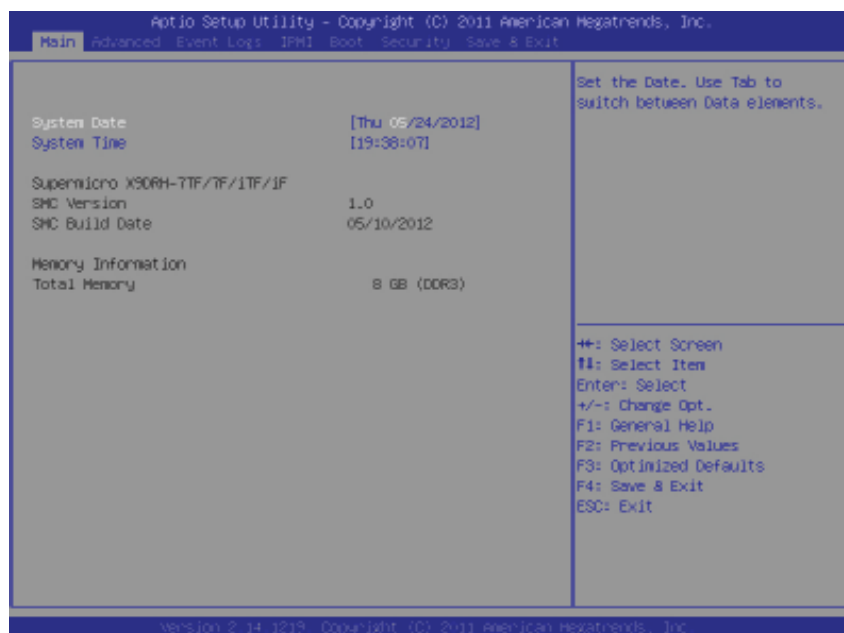 Aptio Setup Utility - Copyright (C) 2011 American Megatrends, Inc.
Main Advanced Event Logs IPMI Boot Security Save & Exit
Set the Date. Use Tab to
switch between Data elements.
System Date [Thu 05/24/2012]
System Time [19:38:07]
Supermicro X9DRH-7TF/7F/iTF/iF
SMC Version 1.0
SMC Build Date 05/10/2012
Memory Information
Total Memory 8 GB (DDR3)
→←: Select Screen
↑↓: Select Item
Enter: Select
+/-: Change Opt.
F1: General Help
F2: Previous Values
F3: Optimized Defaults
F4: Save & Exit
ESC: Exit
Version 2.14.1219. Copyright (C) 2011 American Megatrends, Inc.